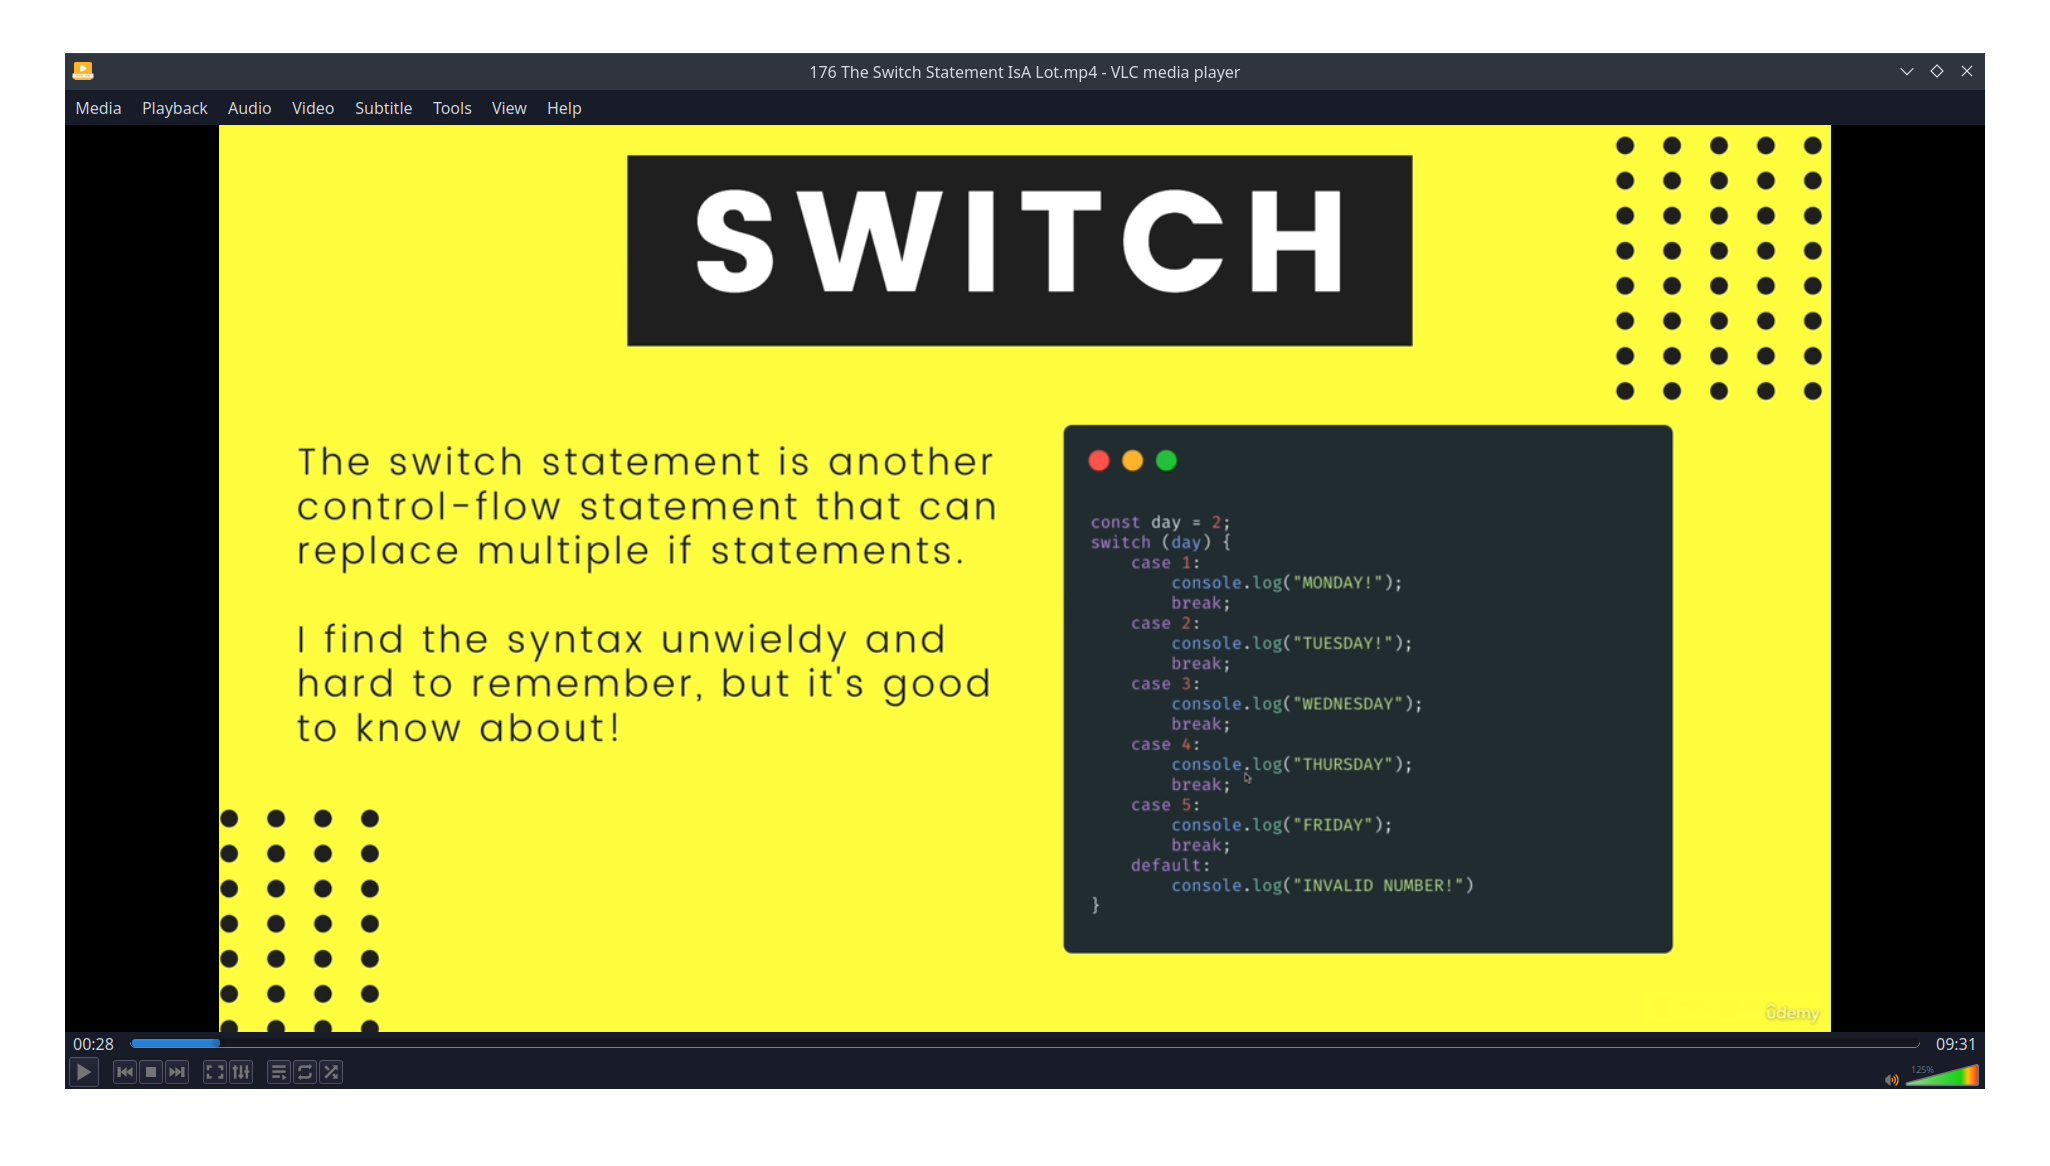 176 The Switch Statement IsA Lot.mp4 - VLC media player
Media Playback Audio Video Subtitle Tools View Help
SWITCH
The switch statement is another
control-flow statement that can
replace multiple if statements.
I find the syntax unwieldy and
hard to remember, but it's good
to know about!
const day = 2;
switch (day) {
case 1:
console.log("MONDAY!");
break;
case 2:
console.log("TUESDAY!");
break;
case 3:
console.log("WEDNESDAY");
break;
case 4:
console.log("THURSDAY");
break;
case 5:
console.log("FRIDAY");
break;
default:
console.log("INVALID NUMBER!")
}
ûdemy
00:28
09:31
125%